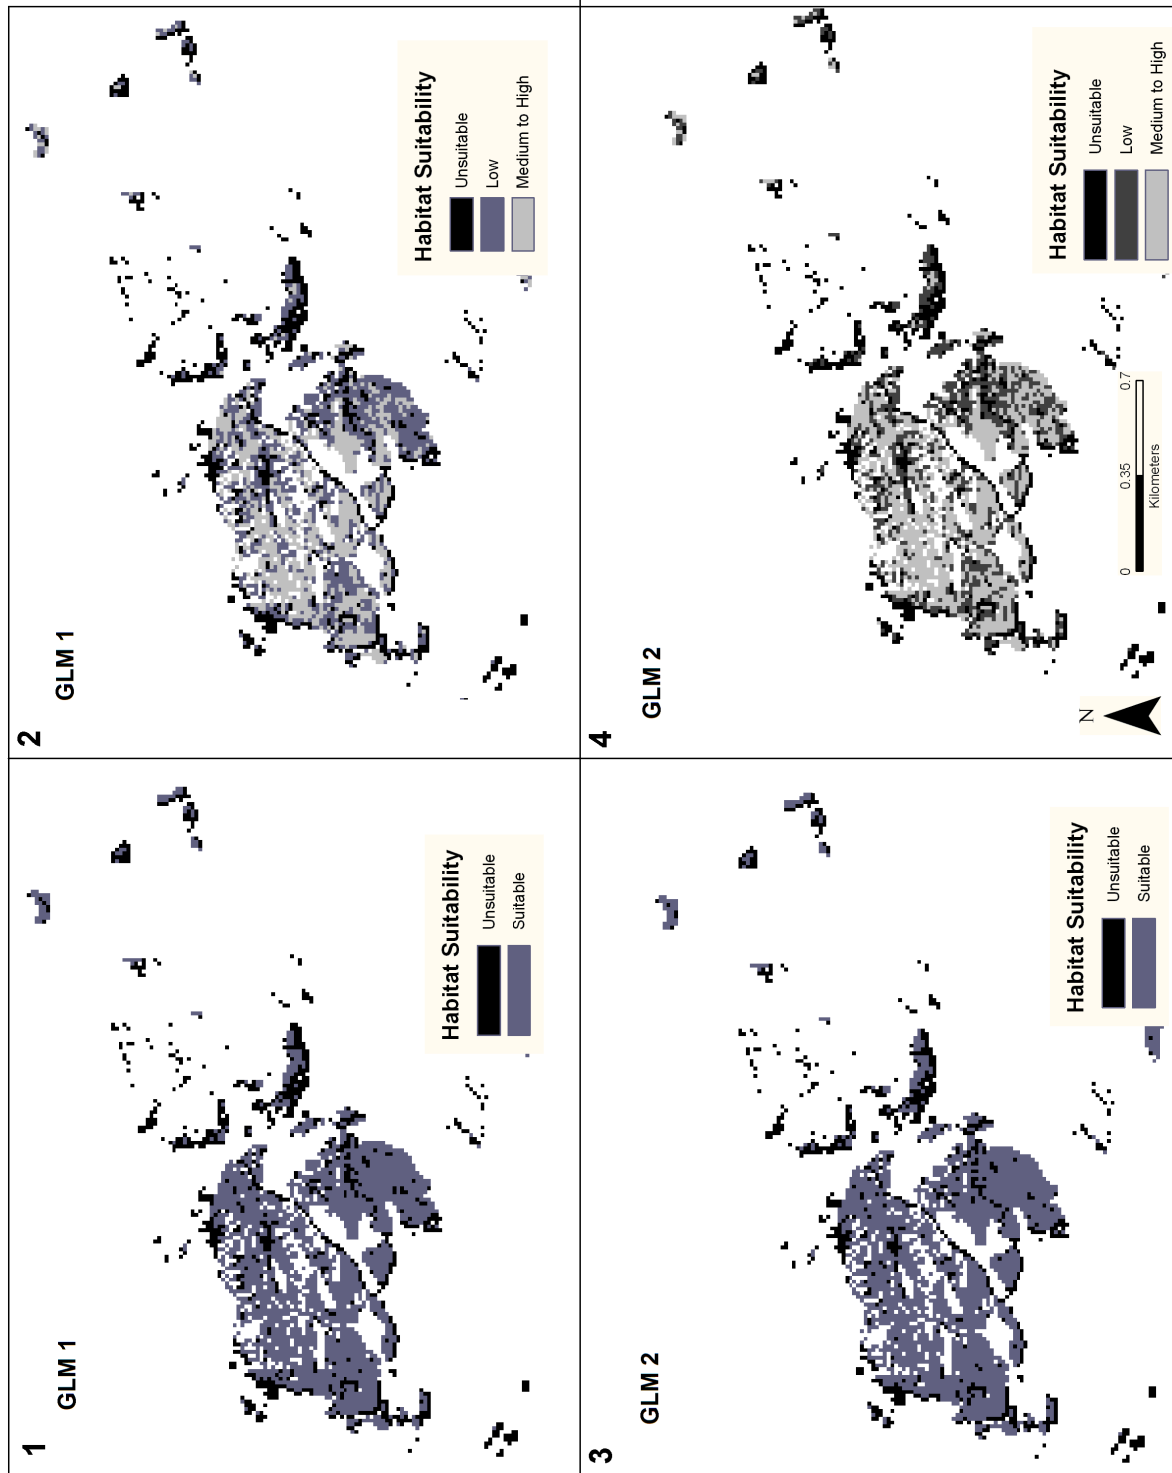 1
GLM 1
Habitat Suitability
Unsuitable
Suitable
2
GLM 1
Habitat Suitability
Unsuitable
Low
Medium to High
3
GLM 2
Habitat Suitability
Unsuitable
Suitable
4
GLM 2
Habitat Suitability
Unsuitable
Low
Medium to High
N
0 0.35 0.7
Kilometers